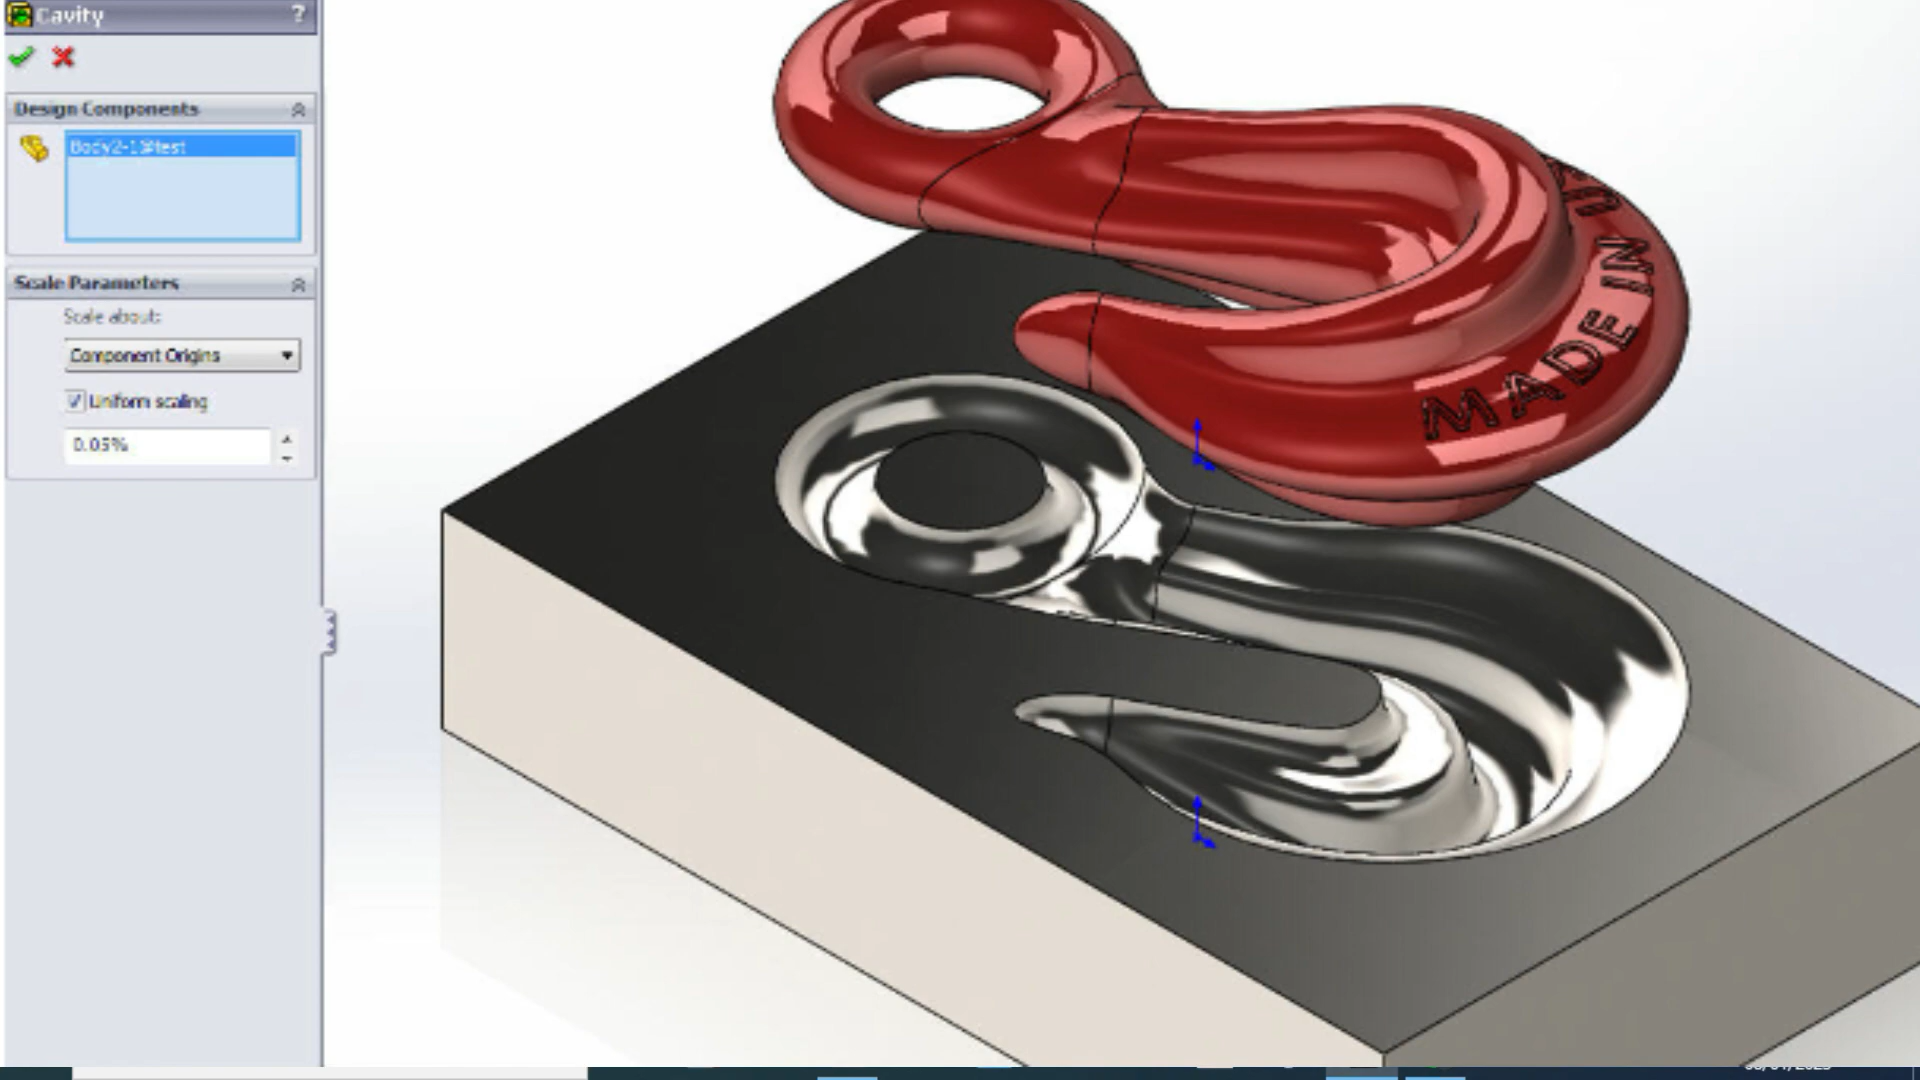 Cavity ?
Design Components
Body2-1@test
Scale Parameters
Scale about:
Component Origins
Uniform scaling
0.05%
MADE IN